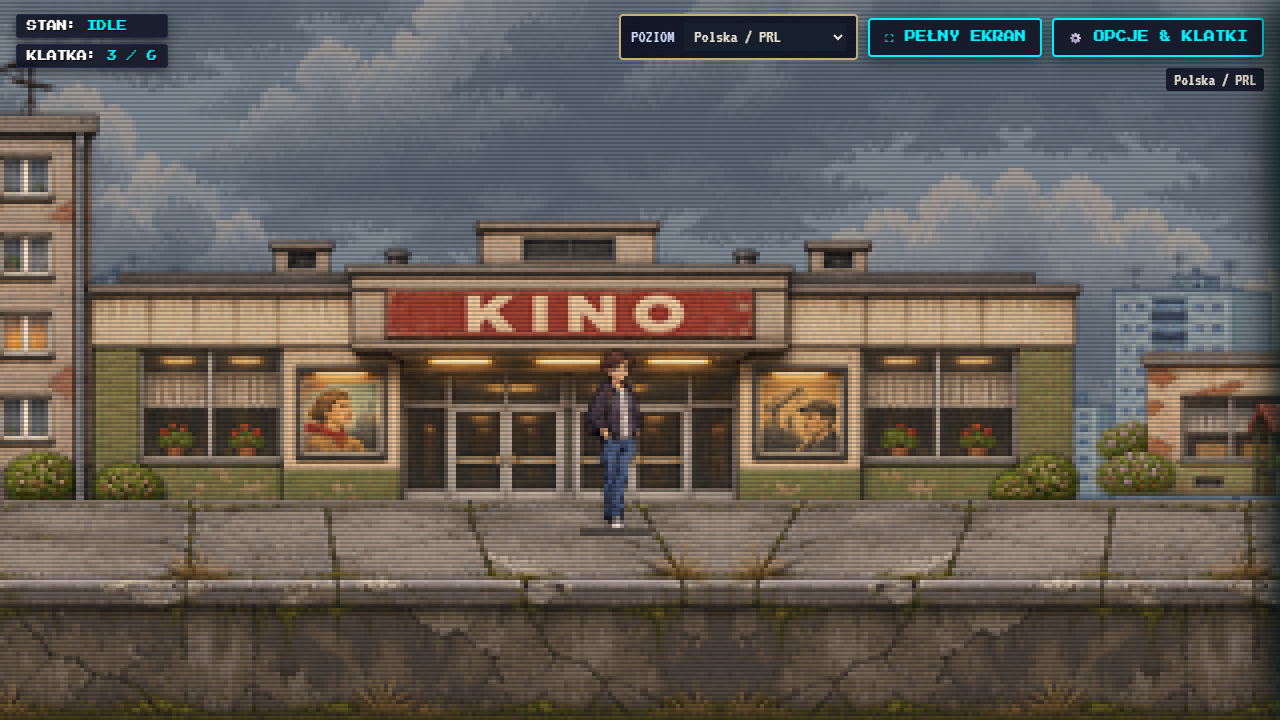 STAN: IDLE
KLATKA: 3 / 6
POZIOM Polska / PRL
PEŁNY EKRAN
OPCJE & KLATKI
Polska / PRL
KINO